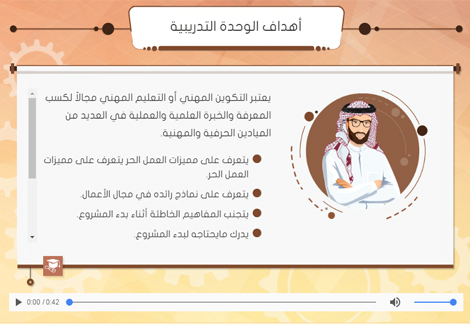 أهداف الوحدة التدريبية
يعتبر التكوين المهني أو التعليم المهني مجالاً لكسب
المعرفة والخبرة العلمية والعملية في العديد من
الميادين الحرفية والمهنية.
يتعرف على مميزات العمل الحر يتعرف على مميزات
العمل الحر.
يتعرف على نماذج رائده في مجال الأعمال.
يتجنب المفاهيم الخاطئة أثناء بدء المشروع.
يدرك مايحتاجه لبدء المشروع.
0:00 / 0:42